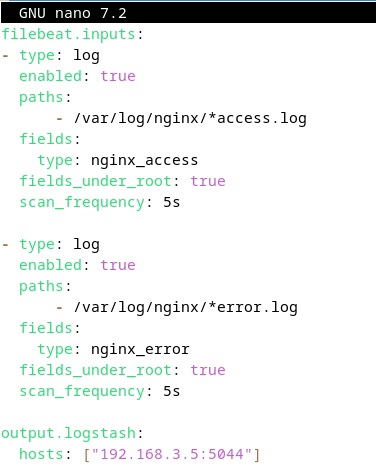 GNU nano 7.2
filebeat.inputs:
- type: log
  enabled: true
  paths:
      - /var/log/nginx/*access.log
  fields:
    type: nginx_access
  fields_under_root: true
  scan_frequency: 5s

- type: log
  enabled: true
  paths:
      - /var/log/nginx/*error.log
  fields:
    type: nginx_error
  fields_under_root: true
  scan_frequency: 5s

output.logstash:
  hosts: ["192.168.3.5:5044"]